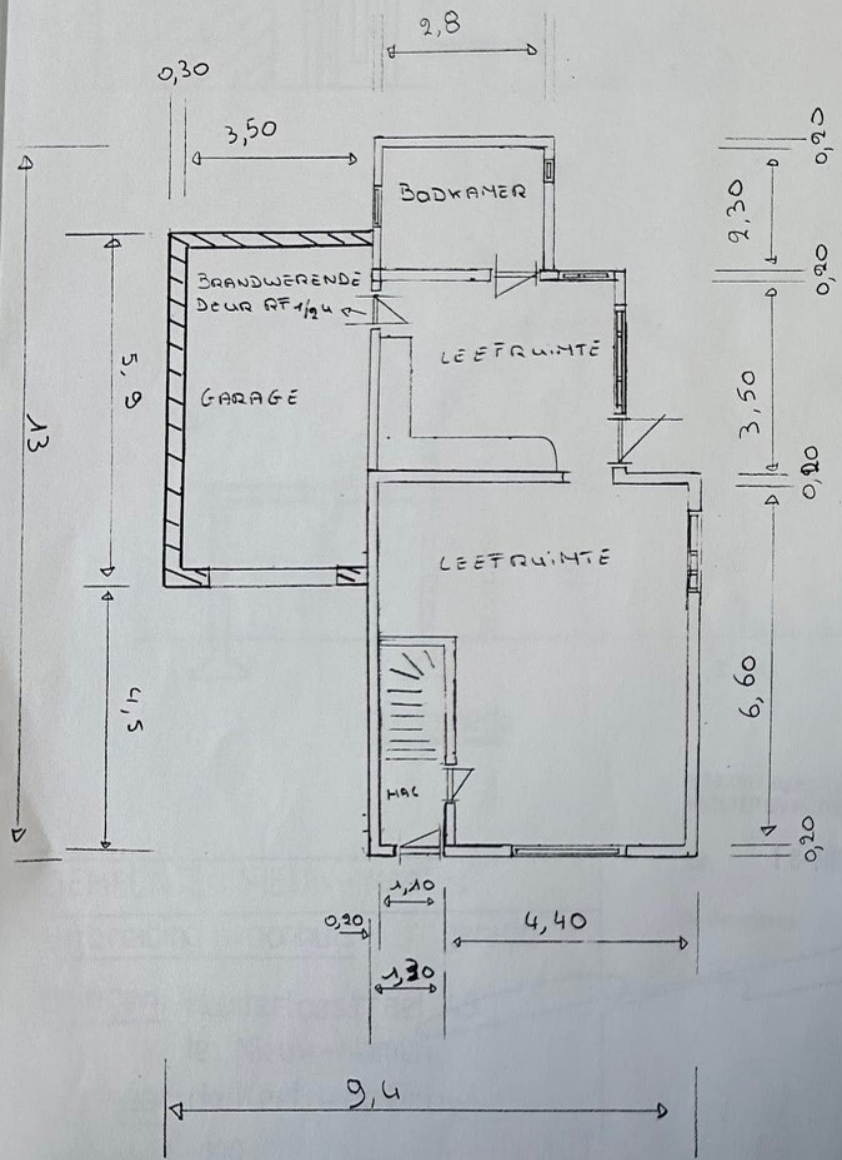 2,8
0,30
3,50
0,20
BADKAMER
2,30
0,20
BRANDWERENDE
DEUR RF 1/2 u
LEEFRUIMTE
3,50
5,9
GARAGE
13
0,20
LEEFRUIMTE
6,60
4,5
HAL
0,20
1,10
0,20
4,40
1,30
9,4